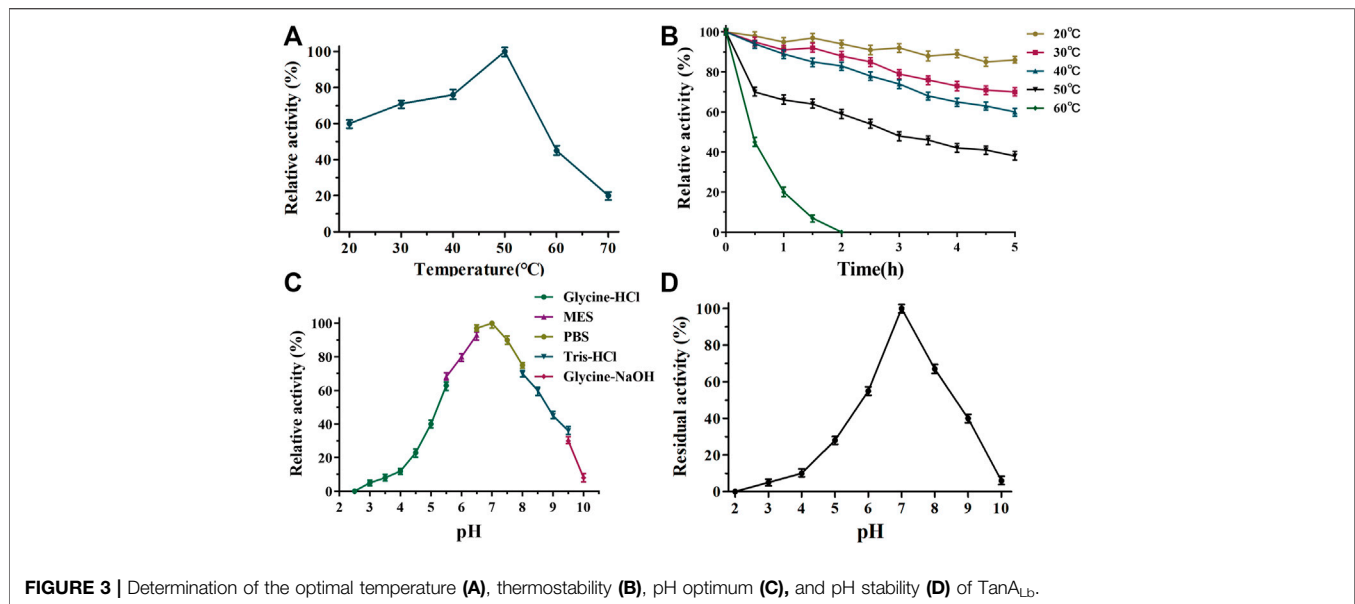 A
Relative activity (%)
100
80
60
40
20
0
20 30 40 50 60 70
Temperature(°C)
B
Relative activity (%)
100
80
60
40
20
0
0 1 2 3 4 5
Time(h)
20°C
30°C
40°C
50°C
60°C
C
Relative activity (%)
100
80
60
40
20
0
2 3 4 5 6 7 8 9 10
pH
Glycine-HCl
MES
PBS
Tris-HCl
Glycine-NaOH
D
Residual activity (%)
100
80
60
40
20
0
2 3 4 5 6 7 8 9 10
pH
FIGURE 3 | Determination of the optimal temperature (A), thermostability (B), pH optimum (C), and pH stability (D) of TanALb.